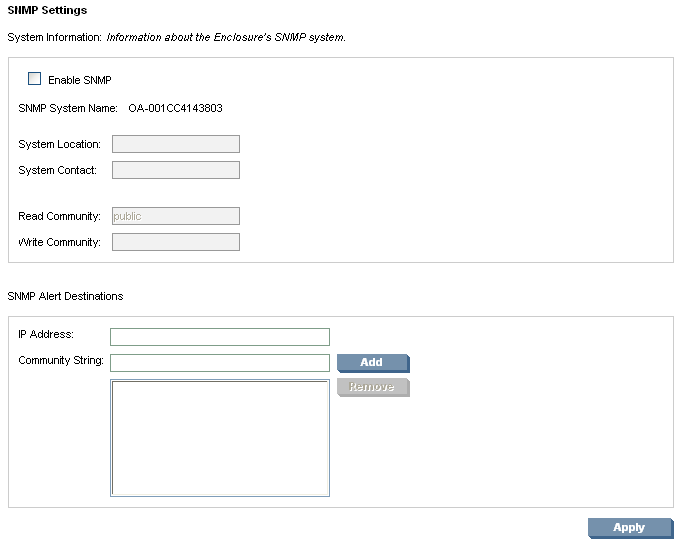 SNMP Settings
System Information: Information about the Enclosure's SNMP system.
Enable SNMP
SNMP System Name: OA-001CC4143803
System Location:
System Contact:
Read Community: public
Write Community:
SNMP Alert Destinations
IP Address:
Community String: Add
Remove
Apply